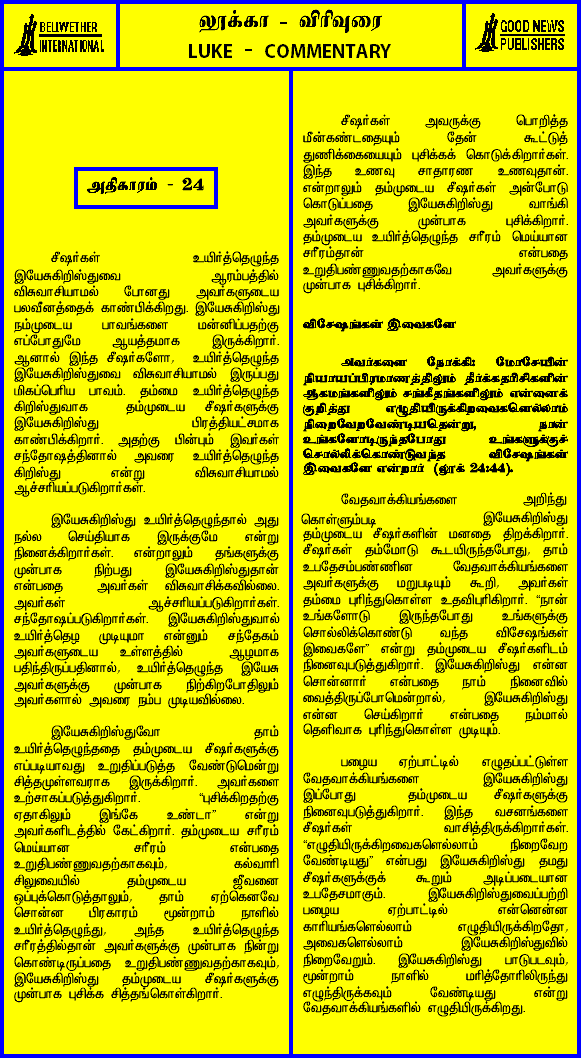 BELLWETHER
INTERNATIONAL
லூக்கா - விரிவுரை
LUKE - COMMENTARY
GOOD NEWS
PUBLISHERS
அதிகாரம் - 24
சீஷர்கள் உயிர்த்தெழுந்த
இயேசுகிறிஸ்துவை ஆரம்பத்தில்
விசுவாசியாமல் போனது அவர்களுடைய
பலவீனத்தைக் காண்பிக்கிறது. இயேசுகிறிஸ்து
நம்முடைய பாவங்களை மன்னிப்பதற்கு
எப்போதுமே ஆயத்தமாக இருக்கிறார்.
ஆனால் இந்த சீஷர்களோ, உயிர்த்தெழுந்த
இயேசுகிறிஸ்துவை விசுவாசியாமல் இருப்பது
மிகப்பெரிய பாவம். தம்மை உயிர்த்தெழுந்த
கிறிஸ்துவாக தம்முடைய சீஷர்களுக்கு
இயேசுகிறிஸ்து பிரத்தியட்சமாக
காண்பிக்கிறார். அதற்கு பின்பும் இவர்கள்
சந்தோஷத்தினால் அவரை உயிர்த்தெழுந்த
கிறிஸ்து என்று விசுவாசியாமல்
ஆச்சரியப்படுகிறார்கள்.
இயேசுகிறிஸ்து உயிர்த்தெழுந்தால் அது
நல்ல செய்தியாக இருக்குமே என்று
நினைக்கிறார்கள். என்றாலும் தங்களுக்கு
முன்பாக நிற்பது இயேசுகிறிஸ்துதான்
என்பதை அவர்கள் விசுவாசிக்கவில்லை.
அவர்கள் ஆச்சரியப்படுகிறார்கள்.
சந்தோஷப்படுகிறார்கள். இயேசுகிறிஸ்துவால்
உயிர்த்தெழ முடியுமா என்னும் சந்தேகம்
அவர்களுடைய உள்ளத்தில் ஆழமாக
பதிந்திருப்பதினால், உயிர்த்தெழுந்த இயேசு
அவர்களுக்கு முன்பாக நிற்கிறபோதிலும்
அவர்களால் அவரை நம்ப முடியவில்லை.
இயேசுகிறிஸ்துவோ தாம்
உயிர்த்தெழுந்ததை தம்முடைய சீஷர்களுக்கு
எப்படியாவது உறுதிப்படுத்த வேண்டுமென்று
சித்தமுள்ளவராக இருக்கிறார். அவர்களை
உற்சாகப்படுத்துகிறார். "புசிக்கிறதற்கு
ஏதாகிலும் இங்கே உண்டா" என்று
அவர்களிடத்தில் கேட்கிறார். தம்முடைய சரீரம்
மெய்யான சரீரம் என்பதை
உறுதிபண்ணுவதற்காகவும், கல்வாரி
சிலுவையில் தம்முடைய ஜீவனை
ஒப்புக்கொடுத்தாலும், தாம் ஏற்கெனவே
சொன்ன பிரகாரம் மூன்றாம் நாளில்
உயிர்த்தெழுந்து, அந்த உயிர்த்தெழுந்த
சரீரத்தில்தான் அவர்களுக்கு முன்பாக நின்று
கொண்டிருப்பதை உறுதிபண்ணுவதற்காகவும்,
இயேசுகிறிஸ்து தம்முடைய சீஷர்களுக்கு
முன்பாக புசிக்க சித்தங்கொள்கிறார்.
சீஷர்கள் அவருக்கு பொறித்த
மீன்கண்டதையும் தேன் கூட்டுத்
துணிக்கையையும் புசிக்கக் கொடுக்கிறார்கள்.
இந்த உணவு சாதாரண உணவுதான்.
என்றாலும் தம்முடைய சீஷர்கள் அன்போடு
கொடுப்பதை இயேசுகிறிஸ்து வாங்கி
அவர்களுக்கு முன்பாக புசிக்கிறார்.
தம்முடைய உயிர்த்தெழுந்த சரீரம் மெய்யான
சரீரம்தான் என்பதை
உறுதிபண்ணுவதற்காகவே அவர்களுக்கு
முன்பாக புசிக்கிறார்.
விசேஷங்கள் இவைகளே
அவர்களை நோக்கி: மோசேயின்
நியாயப்பிரமாணத்திலும் தீர்க்கதரிசிகளின்
ஆகமங்களிலும் சங்கீதங்களிலும் என்னைக்
குறித்து எழுதியிருக்கிறவைகளெல்லாம்
நிறைவேறவேண்டியதென்று, நான்
உங்களோடிருந்தபோது உங்களுக்குச்
சொல்லிக்கொண்டுவந்த விசேஷங்கள்
இவைகளே என்றார் (லூக் 24:44).
வேதவாக்கியங்களை அறிந்து
கொள்ளும்படி இயேசுகிறிஸ்து
தம்முடைய சீஷர்களின் மனதை திறக்கிறார்.
சீஷர்கள் தம்மோடு கூடயிருந்தபோது, தாம்
உபதேசம்பண்ணின வேதவாக்கியங்களை
அவர்களுக்கு மறுபடியும் கூறி, அவர்கள்
தம்மை புரிந்துகொள்ள உதவிபுரிகிறார். "நான்
உங்களோடு இருந்தபோது உங்களுக்கு
சொல்லிக்கொண்டு வந்த விசேஷங்கள்
இவைகளே" என்று தம்முடைய சீஷர்களிடம்
நினைவுபடுத்துகிறார். இயேசுகிறிஸ்து என்ன
சொன்னார் என்பதை நாம் நினைவில்
வைத்திருப்போமென்றால், இயேசுகிறிஸ்து
என்ன செய்கிறார் என்பதை நம்மால்
தெளிவாக புரிந்துகொள்ள முடியும்.
பழைய ஏற்பாட்டில் எழுதப்பட்டுள்ள
வேதவாக்கியங்களை இயேசுகிறிஸ்து
இப்போது தம்முடைய சீஷர்களுக்கு
நினைவுபடுத்துகிறார். இந்த வசனங்களை
சீஷர்கள் வாசித்திருக்கிறார்கள்.
"எழுதியிருக்கிறவைகளெல்லாம் நிறைவேற
வேண்டியது" என்பது இயேசுகிறிஸ்து தமது
சீஷர்களுக்குக் கூறும் அடிப்படையான
உபதேசமாகும். இயேசுகிறிஸ்துவைப்பற்றி
பழைய ஏற்பாட்டில் என்னென்ன
காரியங்களெல்லாம் எழுதியிருக்கிறதோ,
அவைகளெல்லாம் இயேசுகிறிஸ்துவில்
நிறைவேறும். இயேசுகிறிஸ்து பாடுபடவும்,
மூன்றாம் நாளில் மரித்தோரிலிருந்து
எழுந்திருக்கவும் வேண்டியது என்று
வேதவாக்கியங்களில் எழுதியிருக்கிறது.